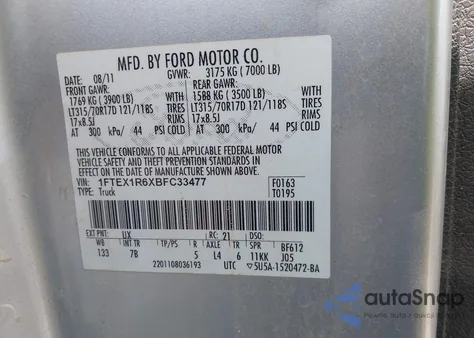 MFD. BY FORD MOTOR CO.
DATE: 08/11 GVWR: 3175 KG (7000 LB)
FRONT GAWR: REAR GAWR:
1769 KG (3900 LB) 1588 KG (3500 LB)
LT315/70R17D 121/118S TIRES LT315/70R17D 121/118S TIRES
17x8.5J RIMS 17x8.5J RIMS
AT 300 kPa/ 44 PSI COLD AT 300 kPa/ 44 PSI COLD
THIS VEHICLE CONFORMS TO ALL APPLICABLE FEDERAL MOTOR
VEHICLE SAFETY AND THEFT PREVENTION STANDARDS IN
EFFECT ON THE DATE OF MANUFACTURE SHOWN ABOVE.
VIN: 1FTEX1R6XBFC33477 F0163
TYPE: Truck T0195
UX RC: 21
WB INT TR TP/PS R AXLE TR SPR BF612
133 7B 5 L4 6 11KK J05
2201108036193 UTC ▽5U5A-1520472-BA
autoSnap
Vehicle Auction Insights